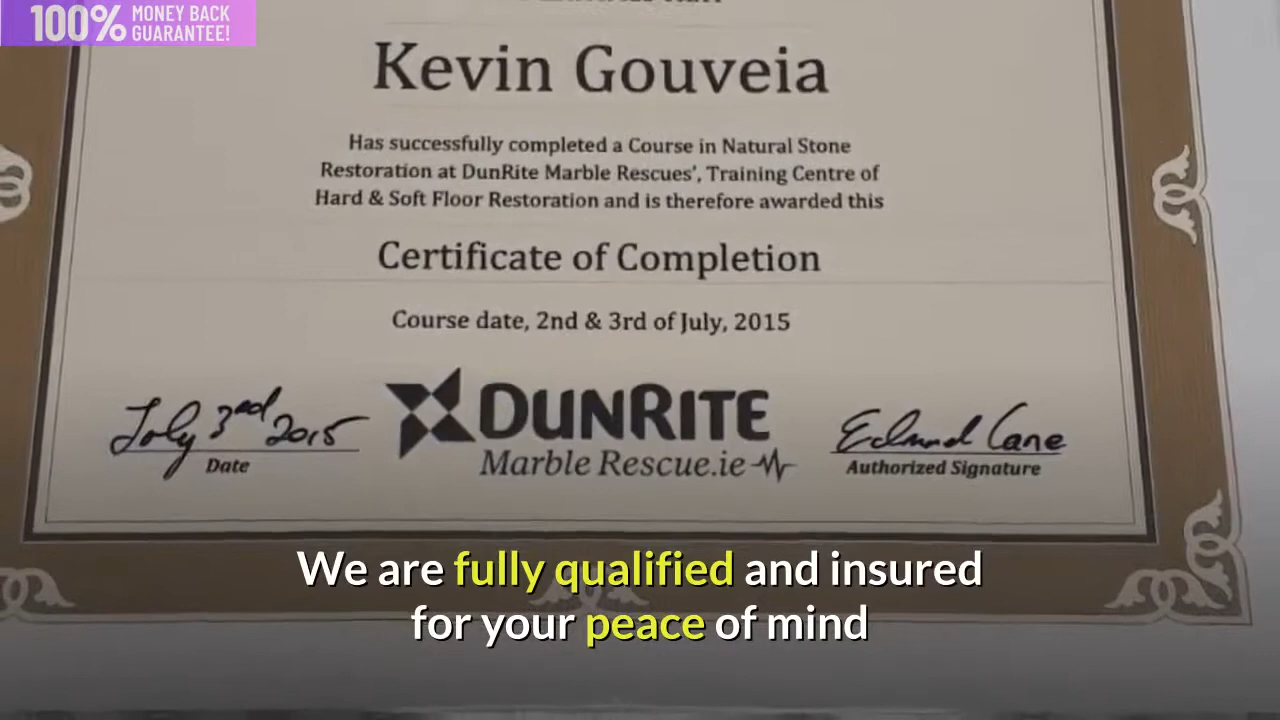 100% MONEY BACK
GUARANTEE!
Kevin Gouveia
Has successfully completed a Course in Natural Stone
Restoration at DunRite Marble Rescues', Training Centre of
Hard & Soft Floor Restoration and is therefore awarded this
Certificate of Completion
Course date, 2nd & 3rd of July, 2015
July 3rd 2015
Date
DUNRITE
Marble Rescue.ie
Edmund Cane
Authorized Signature
We are fully qualified and insured
for your peace of mind